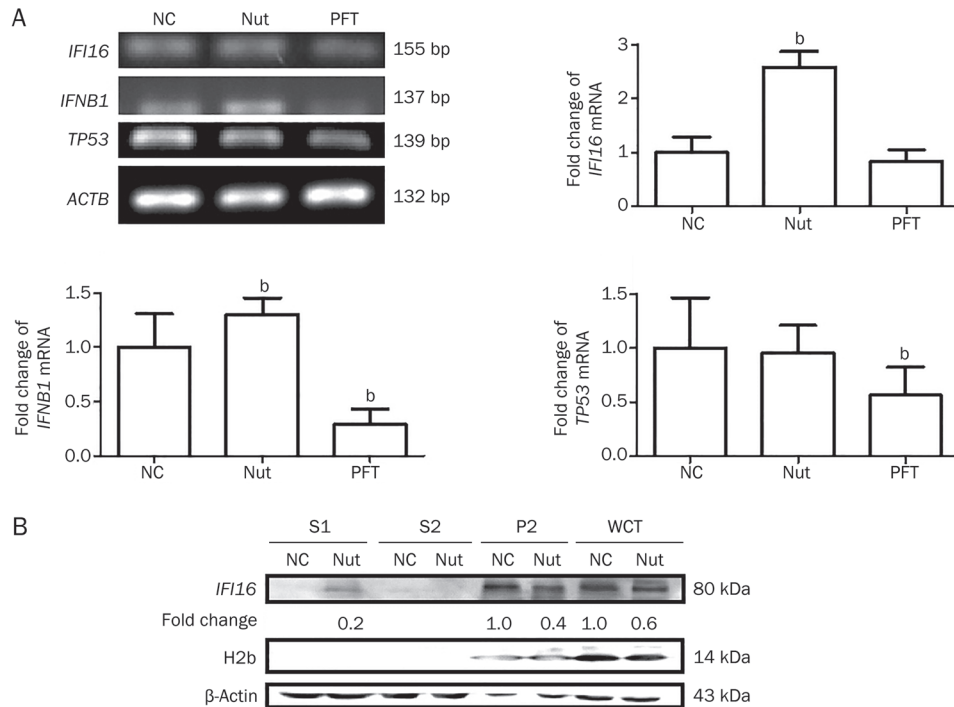 A
NC Nut PFT
IFI16 155 bp
IFNB1 137 bp
TP53 139 bp
ACTB 132 bp
Fold change of
IFI16 mRNA
3
2
1
0
b
NC Nut PFT
Fold change of
IFNB1 mRNA
1.5
1.0
0.5
0.0
b
b
NC Nut PFT
Fold change of
TP53 mRNA
1.5
1.0
0.5
0.0
b
NC Nut PFT
B
S1 S2 P2 WCT
NC Nut NC Nut NC Nut NC Nut
IFI16 80 kDa
Fold change 0.2 1.0 0.4 1.0 0.6
H2b 14 kDa
β-Actin 43 kDa